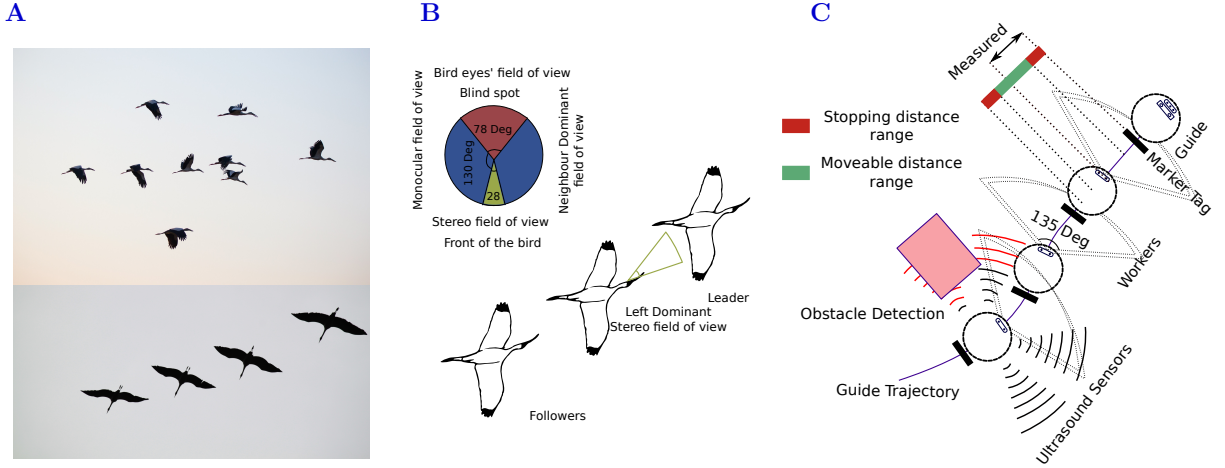 A
B
C
Bird eyes' field of view
Blind spot
78 Deg
130 Deg
28
Monocular field of view
Neighbour Dominant
field of view
Stereo field of view
Front of the bird
Left Dominant
Stereo field of view
Leader
Followers
Measured
Stopping distance
range
Moveable distance
range
Guide
Marker Tag
135 Deg
Workers
Obstacle Detection
Guide Trajectory
Ultrasound Sensors